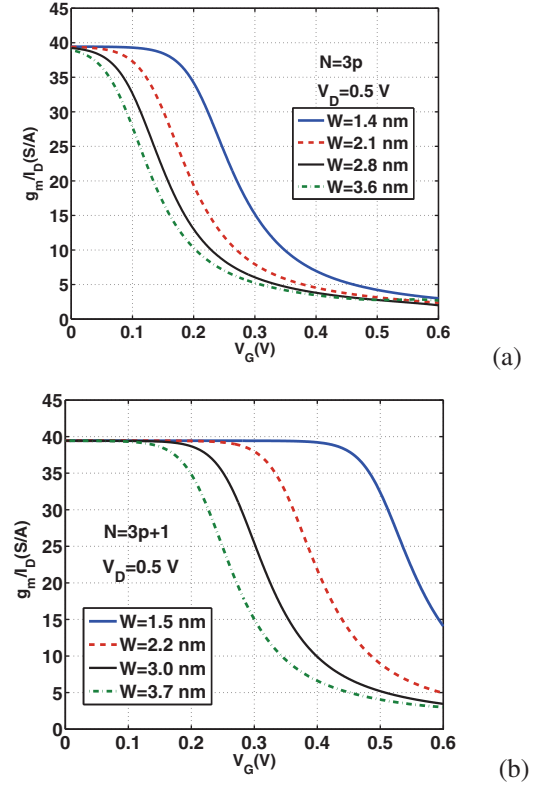 45
40
35
30
25
20
15
10
5
0
g_m/I_D(S/A)
N=3p
V_D=0.5 V
W=1.4 nm
W=2.1 nm
W=2.8 nm
W=3.6 nm
0 0.1 0.2 0.3 0.4 0.5 0.6
V_G(V)
(a)
45
40
35
30
25
20
15
10
5
0
g_m/I_D(S/A)
N=3p+1
V_D=0.5 V
W=1.5 nm
W=2.2 nm
W=3.0 nm
W=3.7 nm
0 0.1 0.2 0.3 0.4 0.5 0.6
V_G(V)
(b)